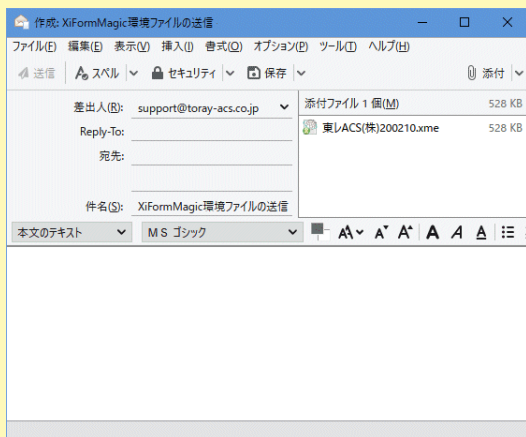 作成: XiFormMagic環境ファイルの送信
ファイル(F) 編集(E) 表示(V) 挿入(I) 書式(O) オプション(P) ツール(T) ヘルプ(H)
送信 スペル セキュリティ 保存 添付
差出人(R): support@toray-acs.co.jp
Reply-To:
宛先:
件名(S): XiFormMagic環境ファイルの送信
添付ファイル 1 個(M) 528 KB
東レACS(株)200210.xme 528 KB
本文のテキスト MS ゴシック